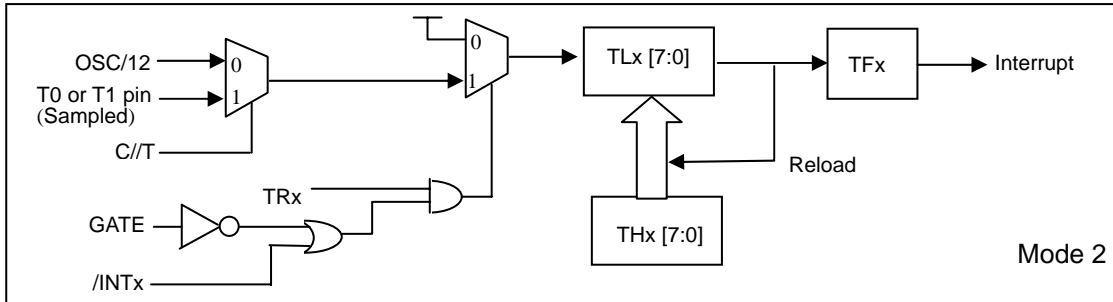 OSC/12
0
T0 or T1 pin
1
(Sampled)
C//T
0
1
TLx [7:0]
TFx
Interrupt
Reload
TRx
GATE
THx [7:0]
/INTx
Mode 2